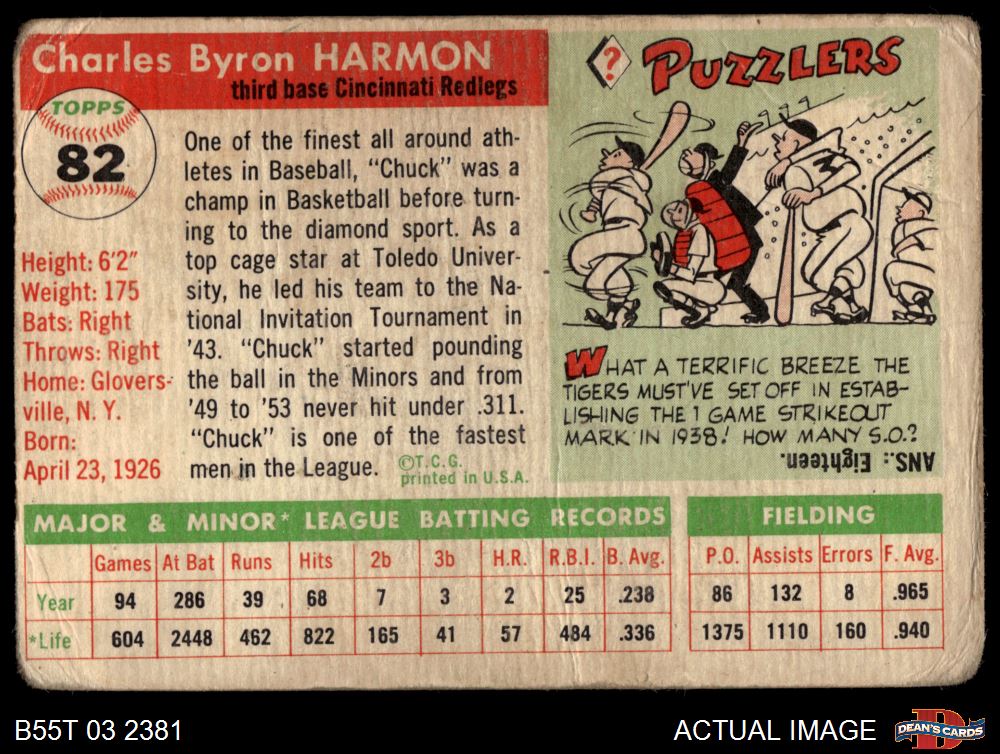 Charles Byron HARMON
third base Cincinnati Redlegs
TOPPS
82
One of the finest all around ath-
letes in Baseball, "Chuck" was a
champ in Basketball before turn-
ing to the diamond sport. As a
top cage star at Toledo Univer-
sity, he led his team to the Na-
tional Invitation Tournament in
'43. "Chuck" started pounding
the ball in the Minors and from
'49 to '53 never hit under .311.
"Chuck" is one of the fastest
men in the League.
©T.C.G.
printed in U.S.A.
Height: 6'2"
Weight: 175
Bats: Right
Throws: Right
Home: Glovers-
ville, N. Y.
Born:
April 23, 1926
? PUZZLERS
WHAT A TERRIFIC BREEZE THE
TIGERS MUST'VE SET OFF IN ESTAB-
LISHING THE 1 GAME STRIKEOUT
MARK IN 1938! HOW MANY S.O.?
ANS.: Eighteen.
MAJOR & MINOR* LEAGUE BATTING RECORDS
Games At Bat Runs Hits 2b 3b H.R. R.B.I. B. Avg.
Year 94 286 39 68 7 3 2 25 .238
*Life 604 2448 462 822 165 41 57 484 .336
FIELDING
P.O. Assists Errors F. Avg.
86 132 8 .965
1375 1110 160 .940
B55T 03 2381
ACTUAL IMAGE
DEAN'S CARDS